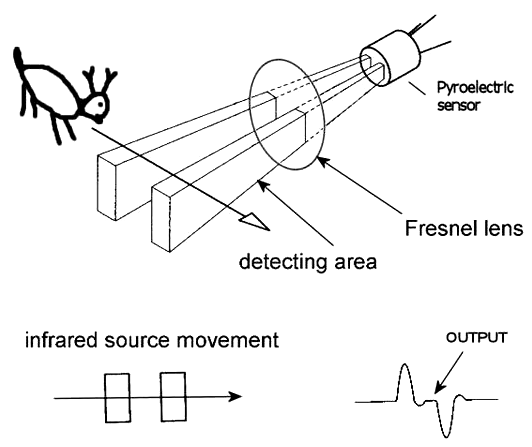 Pyroelectric
sensor
Fresnel lens
detecting area
infrared source movement
OUTPUT